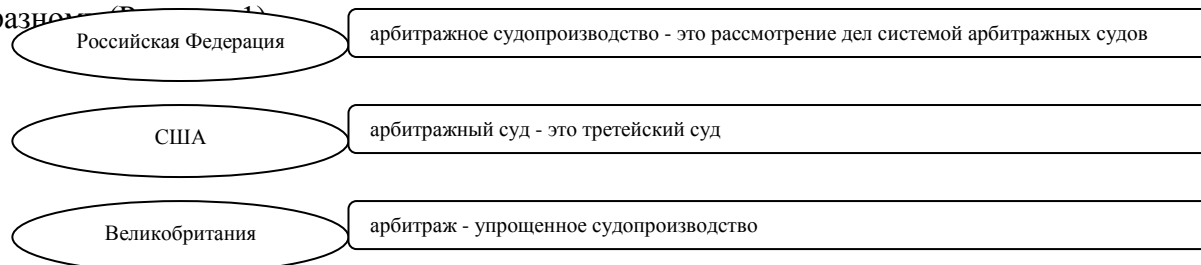 Российская Федерация
арбитражное судопроизводство - это рассмотрение дел системой арбитражных судов
США
арбитражный суд - это третейский суд
Великобритания
арбитраж - упрощенное судопроизводство